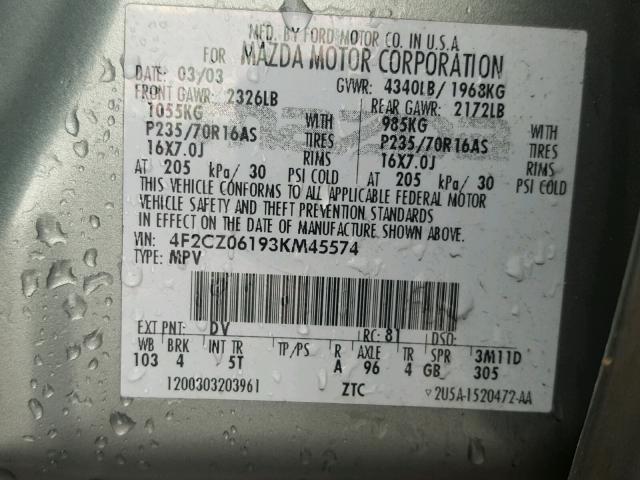 MFD. BY FORD MOTOR CO. IN U.S.A
FOR MAZDA MOTOR CORPORATION
DATE: 03/03 GVWR: 4340LB/ 1968KG
FRONT GAWR: 2326LB REAR GAWR: 2172LB
1055KG WITH 985KG WITH
P235/70R16AS TIRES P235/70R16AS TIRES
16X7.0J RIMS 16X7.0J RIMS
AT 205 kPa/ 30 PSI COLD AT 205 kPa/ 30 PSI COLD
THIS VEHICLE CONFORMS TO ALL APPLICABLE FEDERAL MOTOR
VEHICLE SAFETY AND THEFT PREVENTION STANDARDS
IN EFFECT ON THE DATE OF MANUFACTURE SHOWN ABOVE.
VIN: 4F2CZ06193KM45574
TYPE: MPV
EXT PNT: DV RC: 81 DSO:
WB BRK INT TR TP/PS R AXLE TR SPR 3M11D
103 4 5T A 96 4 GB 305
1200303203961 ZTC ▽2U5A-1520472-AA